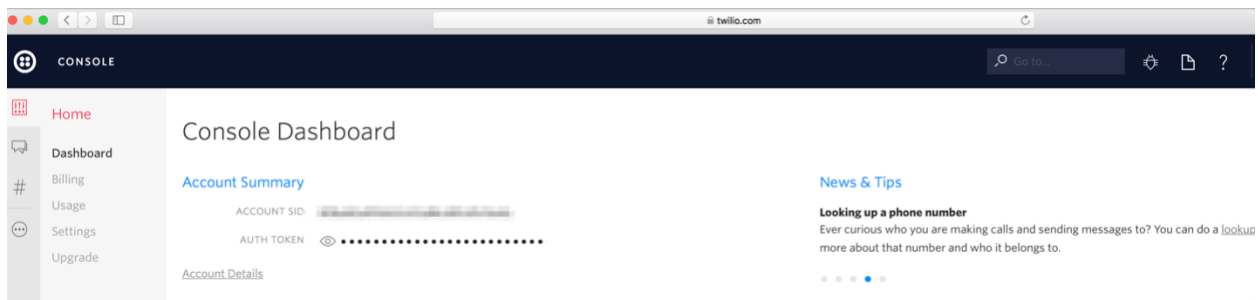 twilio.com
CONSOLE
Go to...
?
Home
Console Dashboard
Dashboard
Billing
#
Usage
Settings
Upgrade
Account Summary
ACCOUNT SID:
AUTH TOKEN ••••••••••••••••••••••••••
Account Details
News & Tips
Looking up a phone number
Ever curious who you are making calls and sending messages to? You can do a lookup
more about that number and who it belongs to.